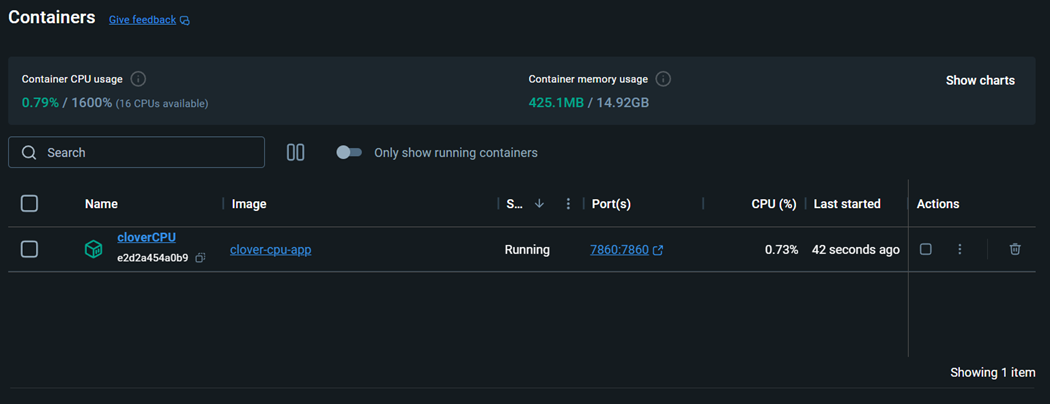 Containers Give feedback
Container CPU usage
0.79% / 1600% (16 CPUs available)
Container memory usage
425.1MB / 14.92GB
Show charts
Search
Only show running containers
Name Image S... Port(s) CPU (%) Last started Actions
cloverCPU
e2d2a454a0b9
clover-cpu-app Running 7860:7860 0.73% 42 seconds ago
Showing 1 item